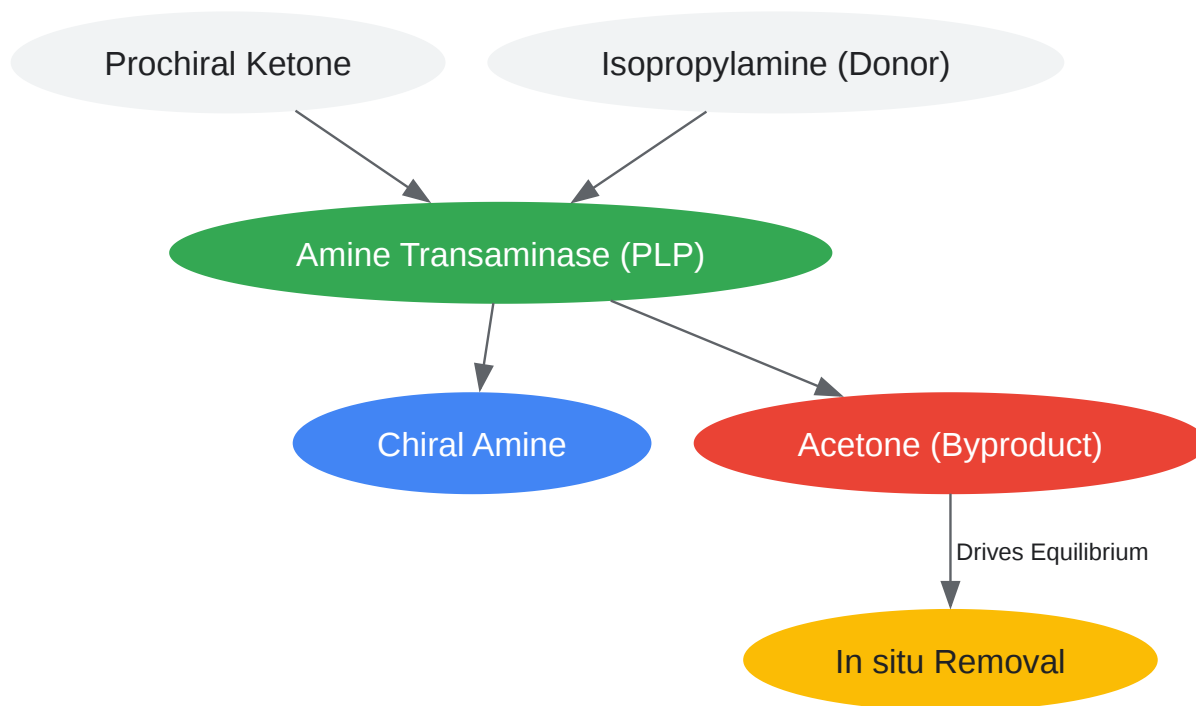 Prochiral Ketone
Isopropylamine (Donor)
Amine Transaminase (PLP)
Chiral Amine
Acetone (Byproduct)
Drives Equilibrium
In situ Removal